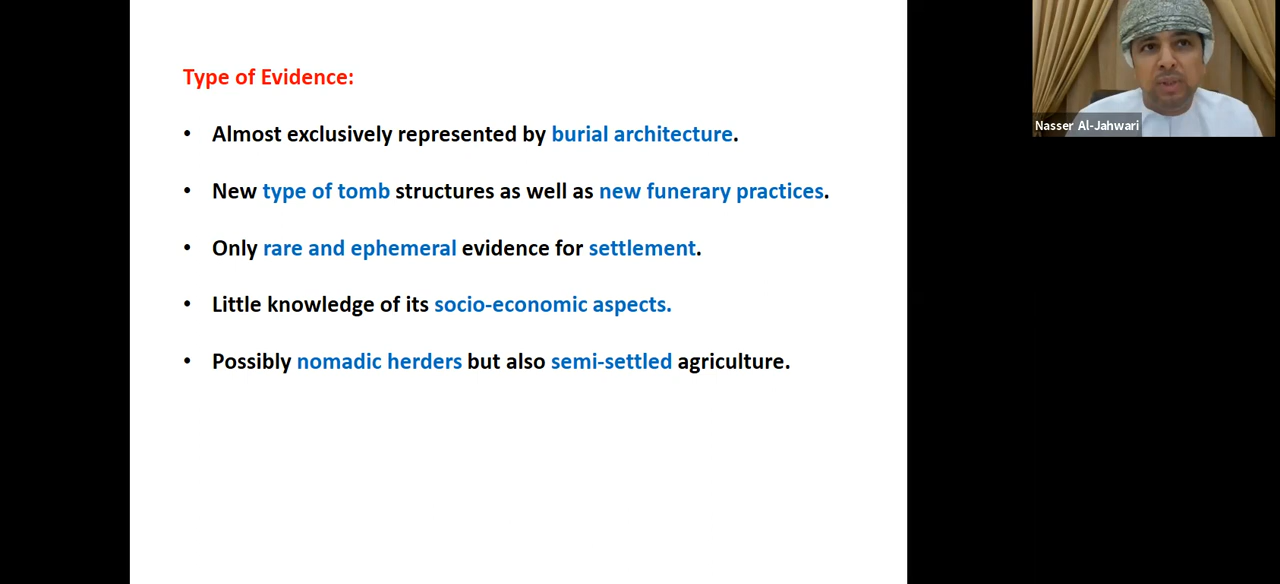 Type of Evidence:
• Almost exclusively represented by burial architecture.
• New type of tomb structures as well as new funerary practices.
• Only rare and ephemeral evidence for settlement.
• Little knowledge of its socio-economic aspects.
• Possibly nomadic herders but also semi-settled agriculture.
Nasser Al-Jahwari